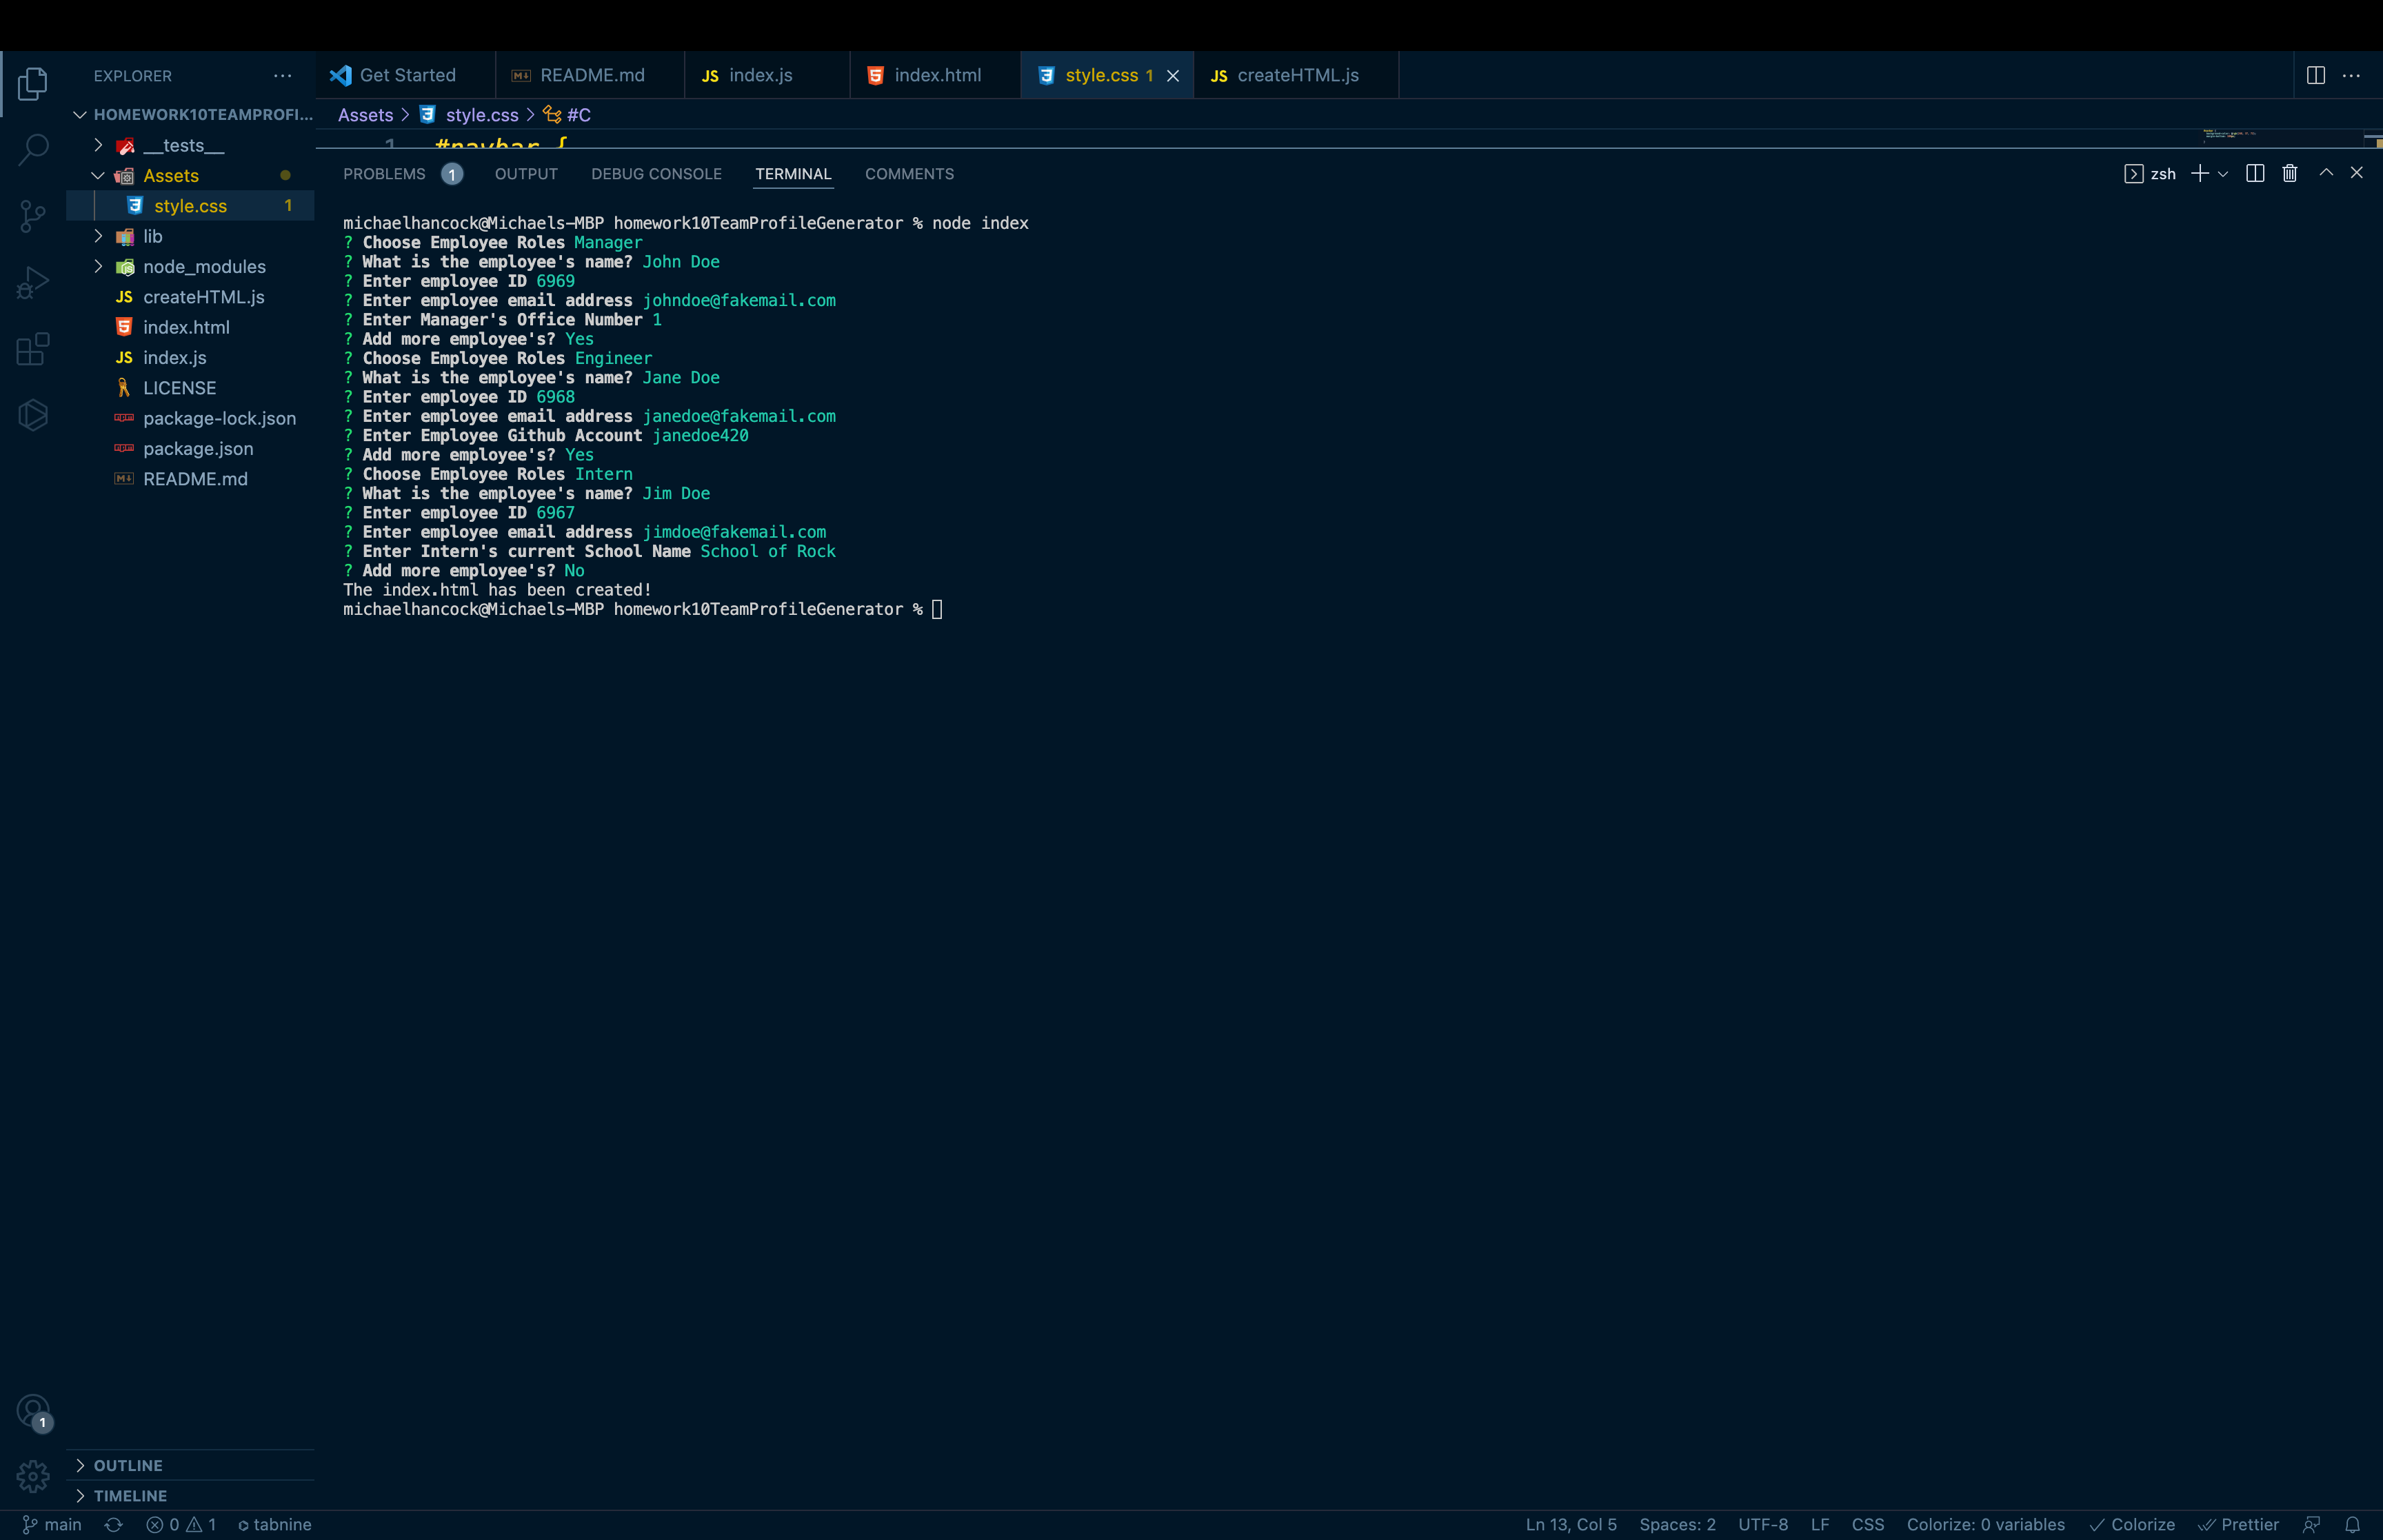 EXPLORER
Get Started
README.md
JS index.js
index.html
style.css 1
JS createHTML.js
HOMEWORK10TEAMPROFI...
Assets > style.css > #C
__tests__
1 #navbar {
Assets
style.css 1
lib
node_modules
JS createHTML.js
index.html
JS index.js
LICENSE
package-lock.json
package.json
README.md
PROBLEMS 1 OUTPUT DEBUG CONSOLE TERMINAL COMMENTS
zsh
michaelhancock@Michaels-MBP homework10TeamProfileGenerator % node index
? Choose Employee Roles Manager
? What is the employee's name? John Doe
? Enter employee ID 6969
? Enter employee email address johndoe@fakemail.com
? Enter Manager's Office Number 1
? Add more employee's? Yes
? Choose Employee Roles Engineer
? What is the employee's name? Jane Doe
? Enter employee ID 6968
? Enter employee email address janedoe@fakemail.com
? Enter Employee Github Account janedoe420
? Add more employee's? Yes
? Choose Employee Roles Intern
? What is the employee's name? Jim Doe
? Enter employee ID 6967
? Enter employee email address jimdoe@fakemail.com
? Enter Intern's current School Name School of Rock
? Add more employee's? No
The index.html has been created!
michaelhancock@Michaels-MBP homework10TeamProfileGenerator %
1
OUTLINE
TIMELINE
main 0 1 tabnine
Ln 13, Col 5 Spaces: 2 UTF-8 LF CSS Colorize: 0 variables Colorize Prettier